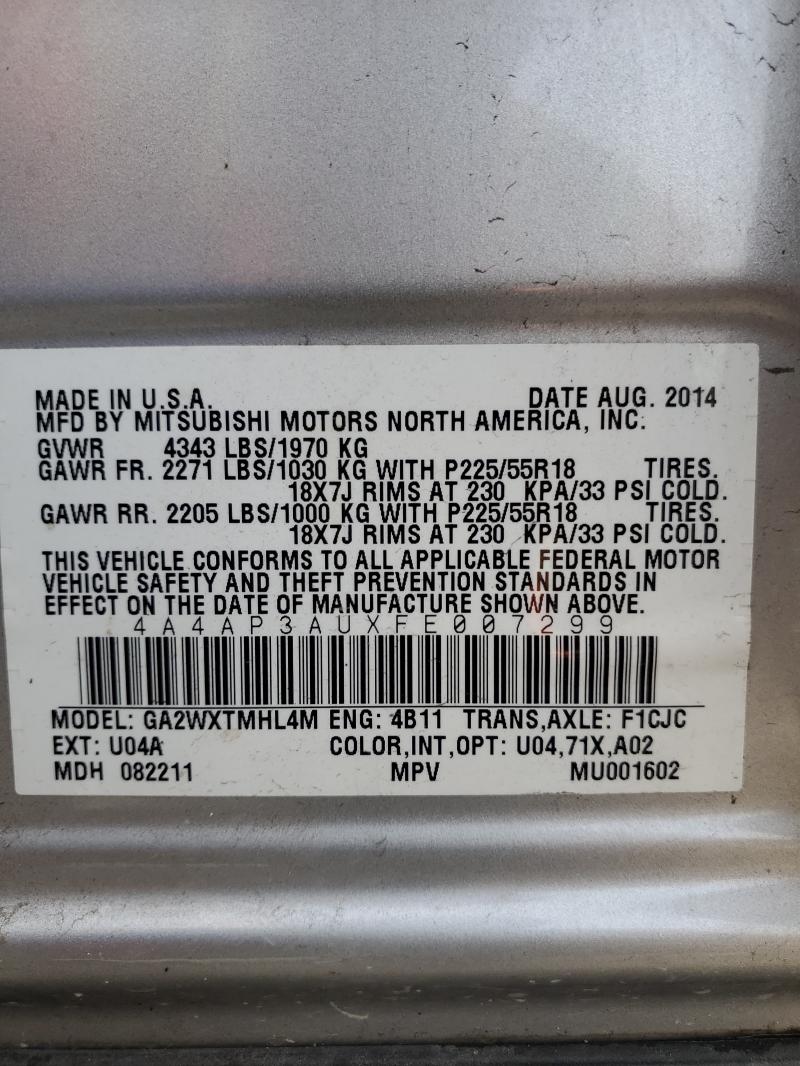 MADE IN U.S.A. DATE AUG. 2014
MFD BY MITSUBISHI MOTORS NORTH AMERICA, INC.
GVWR 4343 LBS/1970 KG
GAWR FR. 2271 LBS/1030 KG WITH P225/55R18 TIRES.
18X7J RIMS AT 230 KPA/33 PSI COLD.
GAWR RR. 2205 LBS/1000 KG WITH P225/55R18 TIRES.
18X7J RIMS AT 230 KPA/33 PSI COLD.
THIS VEHICLE CONFORMS TO ALL APPLICABLE FEDERAL MOTOR
VEHICLE SAFETY AND THEFT PREVENTION STANDARDS IN
EFFECT ON THE DATE OF MANUFACTURE SHOWN ABOVE.
4A4AP3AUXFE007299
MODEL: GA2WXTMHL4M ENG: 4B11 TRANS,AXLE: F1CJC
EXT: U04A COLOR,INT,OPT: U04,71X,A02
MDH 082211 MPV MU001602